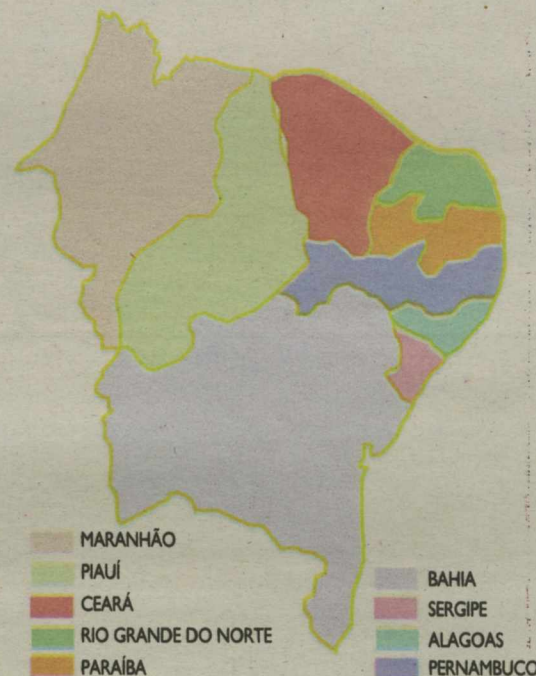 MARANHÃO
PIAUÍ
CEARÁ
RIO GRANDE DO NORTE
PARAÍBA
BAHIA
SERGIPE
ALAGOAS
PERNAMBUCO